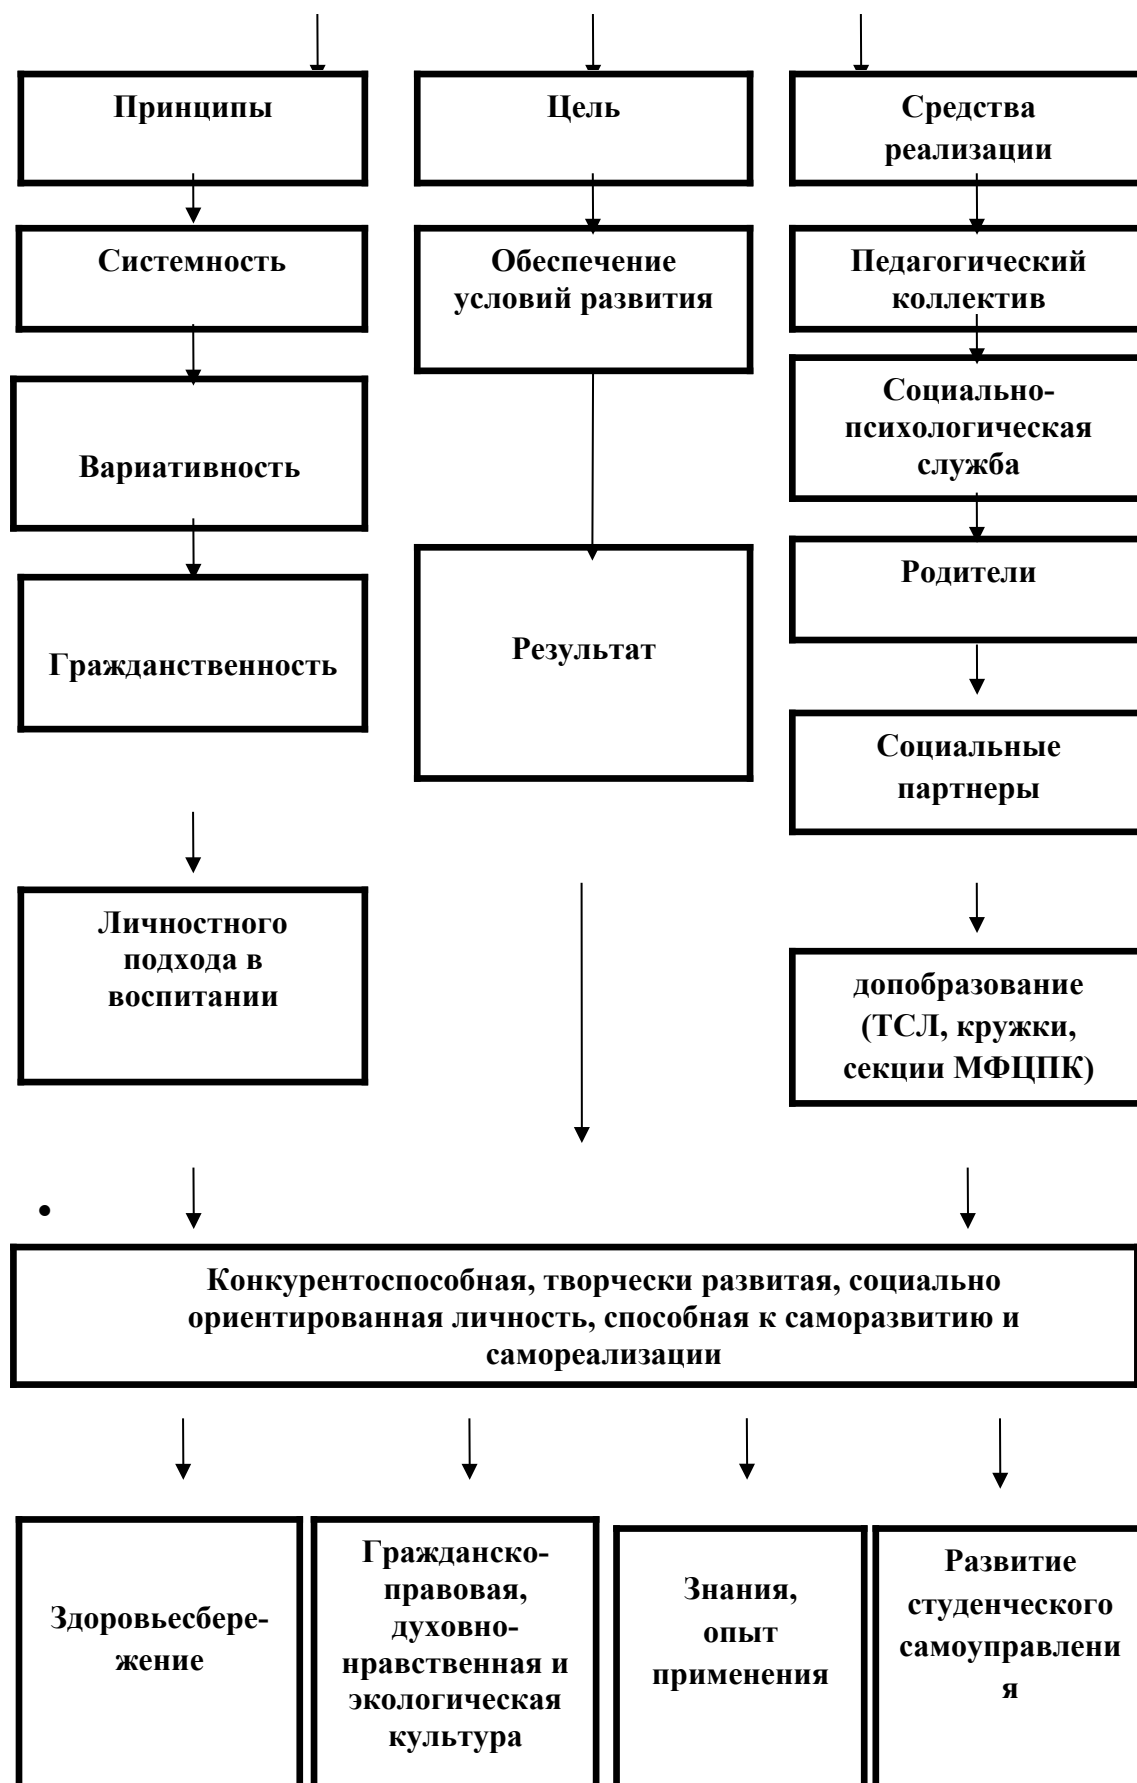 Принципы
Цель
Средства
реализации
Системность
Обеспечение
условий развития
Педагогический
коллектив
Вариативность
Социально-
психологическая
служба
Гражданственность
Результат
Родители
Социальные
партнеры
Личностного
подхода в
воспитании
допобразование
(ТСЛ, кружки,
секции МФЦПК)
•
Конкурентоспособная, творчески развитая, социально
ориентированная личность, способная к саморазвитию и
самореализации
Здоровьесбере-
жение
Гражданско-
правовая,
духовно-
нравственная и
экологическая
культура
Знания,
опыт
применения
Развитие
студенческого
самоуправлени
я